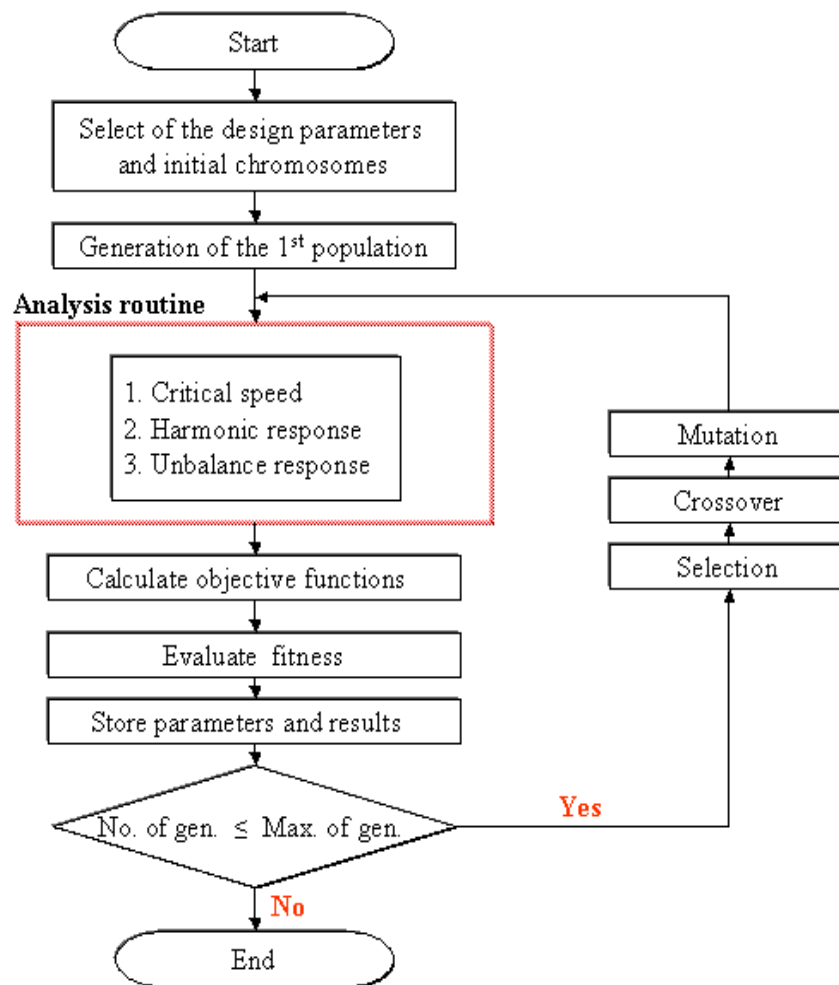 Start
Select of the design parameters
and initial chromosomes
Generation of the 1st population
Analysis routine
1. Critical speed
2. Harmonic response
3. Unbalance response
Calculate objective functions
Evaluate fitness
Store parameters and results
No. of gen. ≤ Max. of gen.
Yes
No
End
Mutation
Crossover
Selection